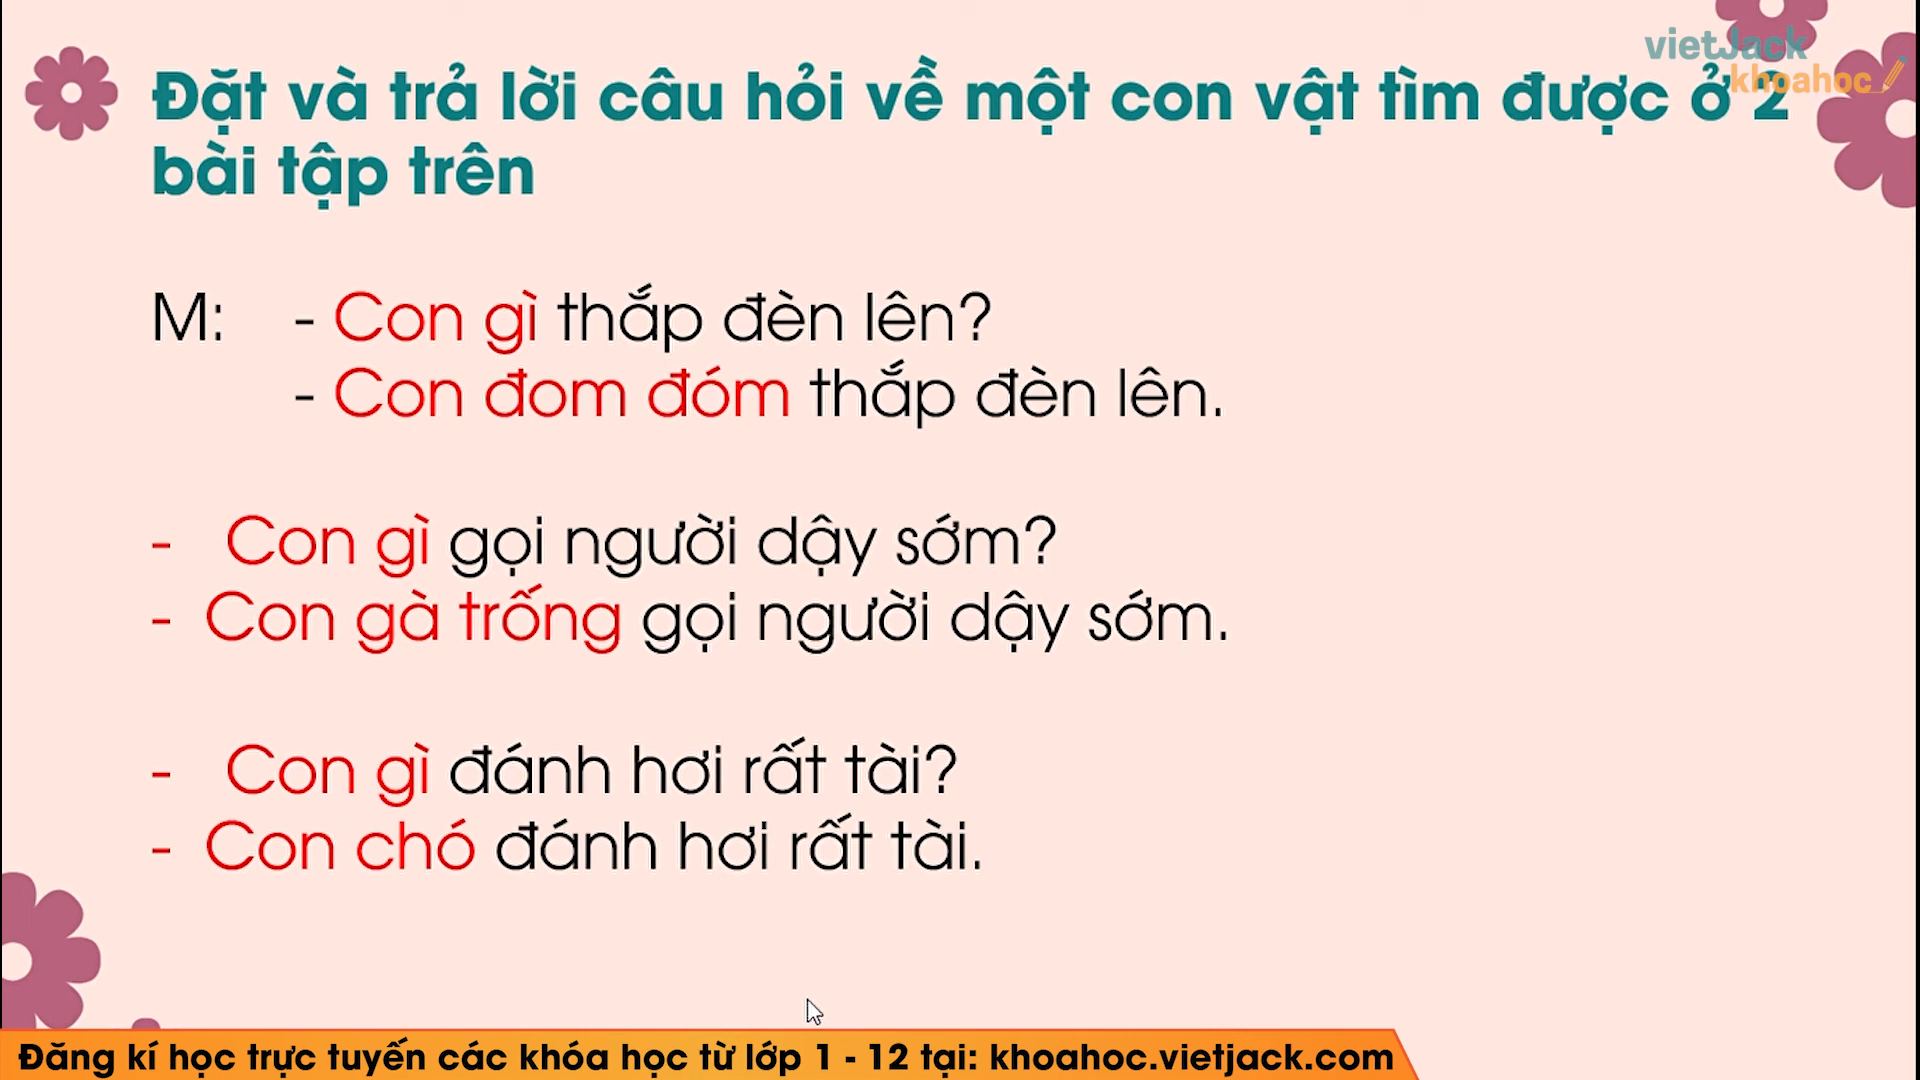 vietJack
khoahoc
Đặt và trả lời câu hỏi về một con vật tìm được ở 2
bài tập trên
M: - Con gì thắp đèn lên?
- Con đom đóm thắp đèn lên.
- Con gì gọi người dậy sớm?
- Con gà trống gọi người dậy sớm.
- Con gì đánh hơi rất tài?
- Con chó đánh hơi rất tài.
Đăng kí học trực tuyến các khóa học từ lớp 1 - 12 tại: khoahoc.vietjack.com